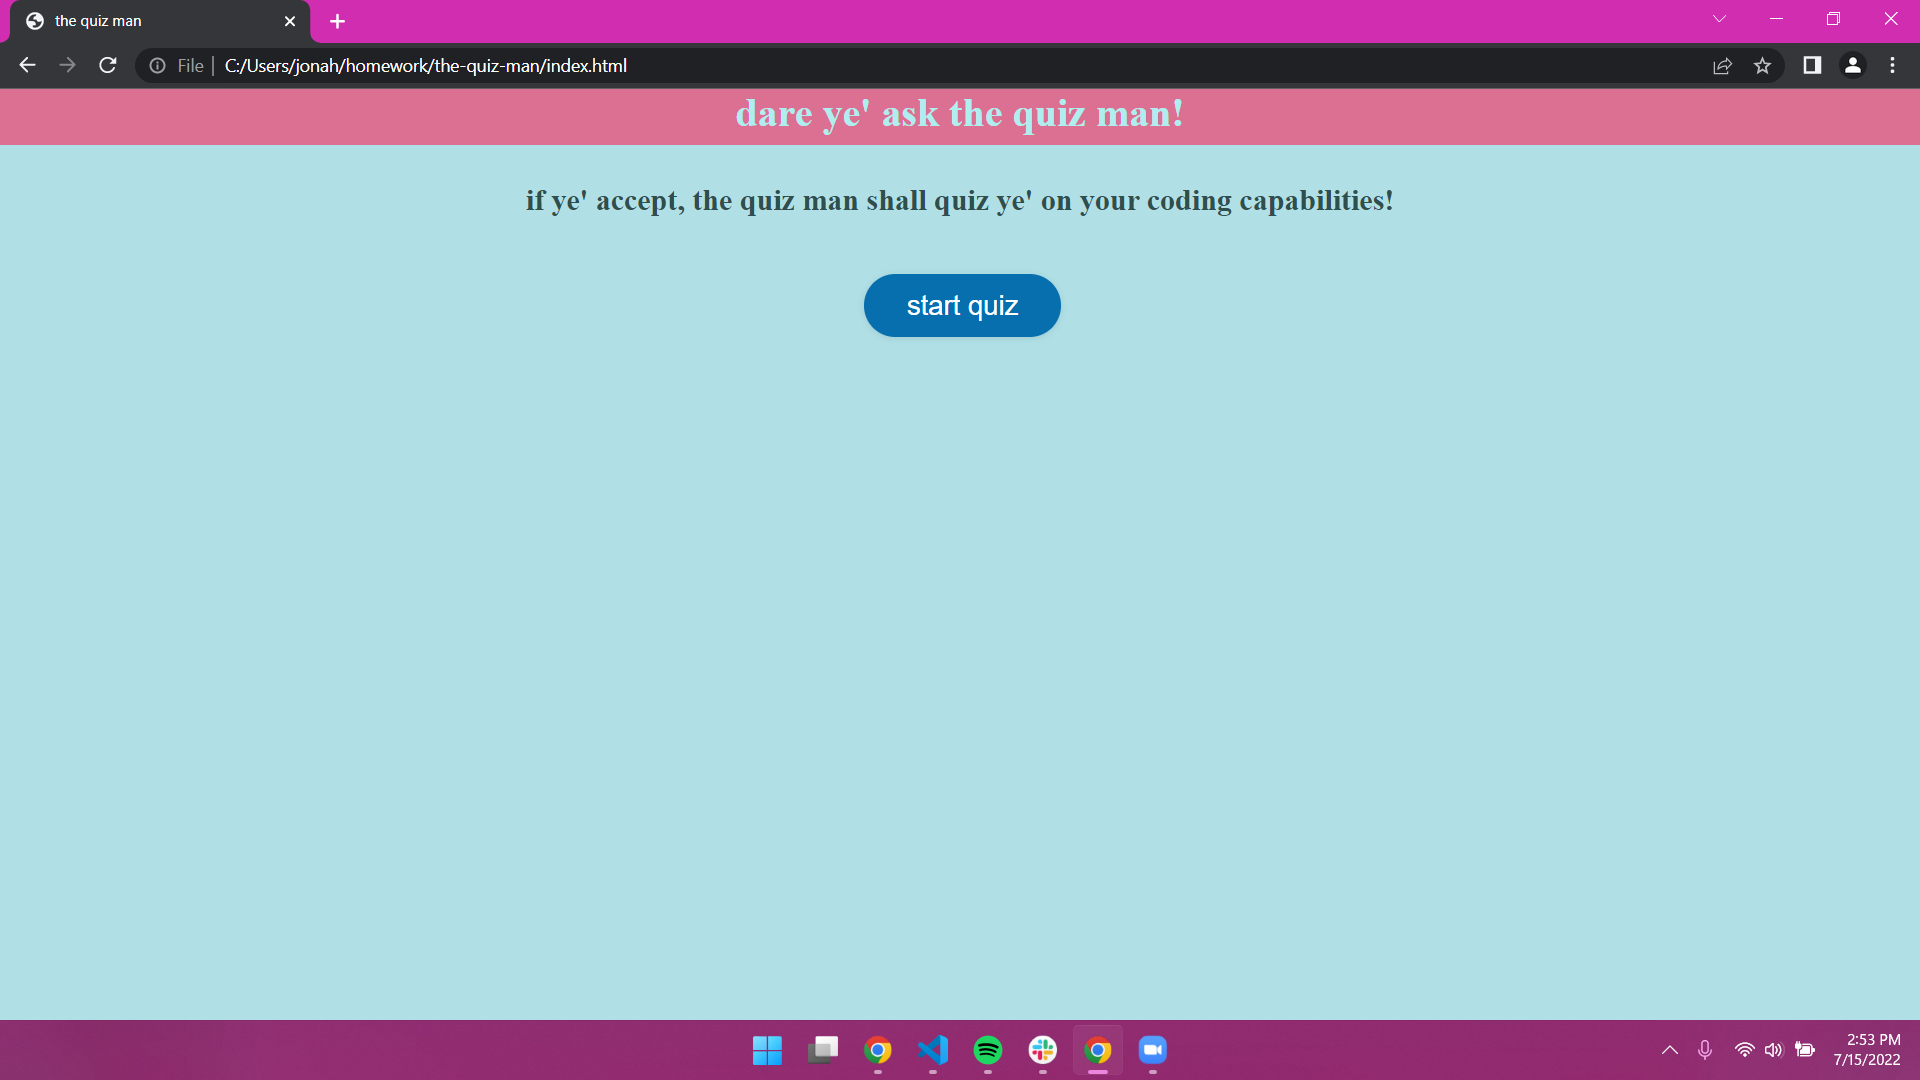 the quiz man
File | C:/Users/jonah/homework/the-quiz-man/index.html
dare ye' ask the quiz man!
if ye' accept, the quiz man shall quiz ye' on your coding capabilities!
start quiz
2:53 PM
7/15/2022